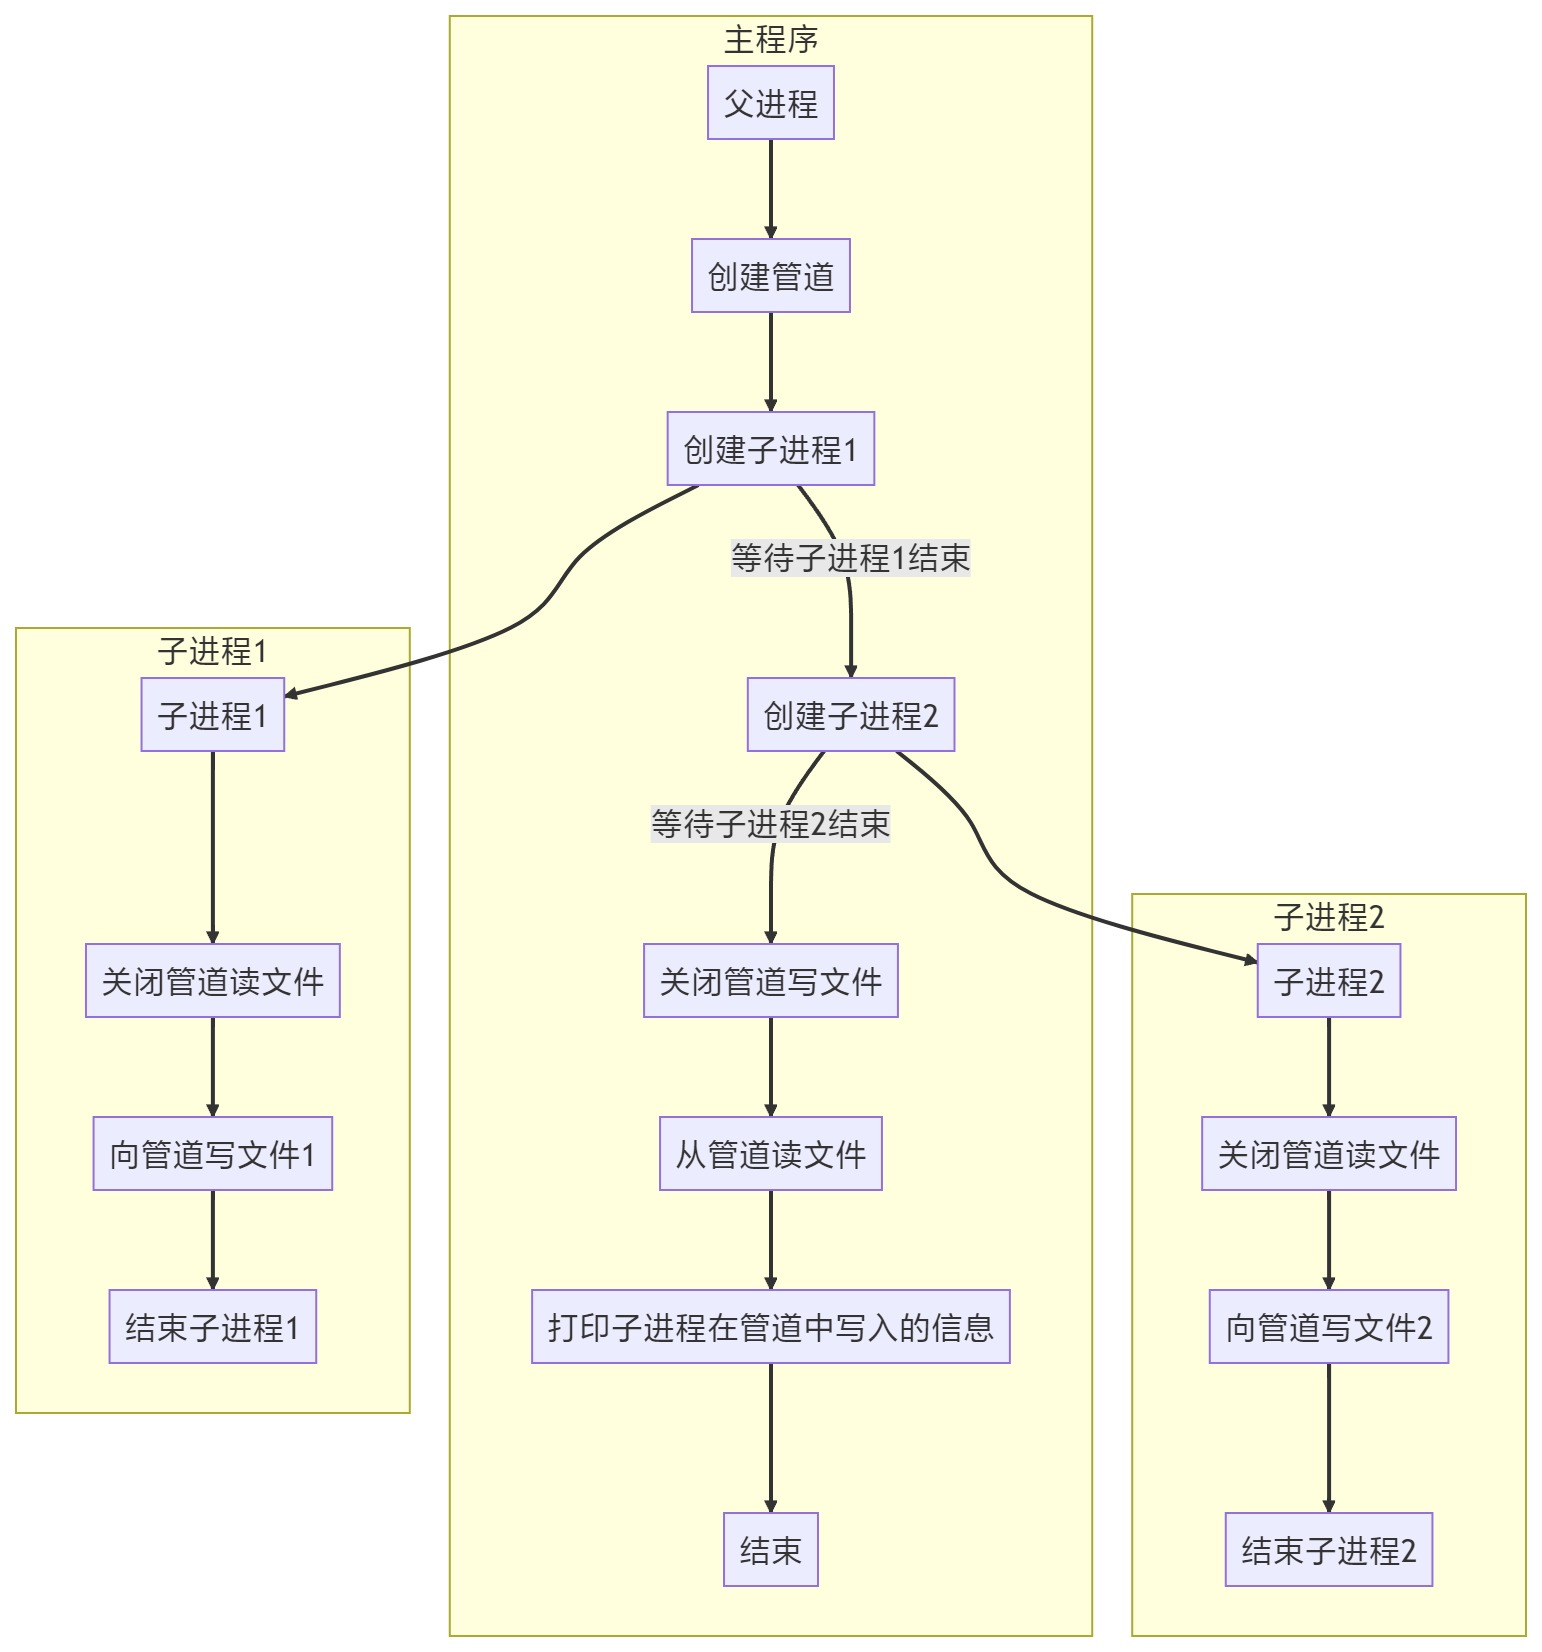 主程序
父进程
创建管道
创建子进程1
等待子进程1结束
子进程1
子进程1
创建子进程2
等待子进程2结束
子进程2
关闭管道读文件
关闭管道写文件
子进程2
向管道写文件1
从管道读文件
关闭管道读文件
结束子进程1
打印子进程在管道中写入的信息
向管道写文件2
结束
结束子进程2